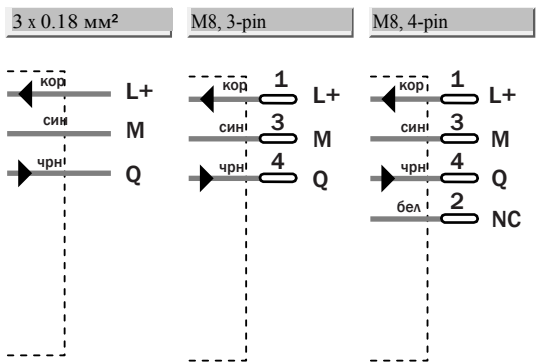 3 x 0.18 мм²
кор L+
син M
чрн Q
M8, 3-pin
кор 1 L+
син 3 M
чрн 4 Q
M8, 4-pin
кор 1 L+
син 3 M
чрн 4 Q
бел 2 NC